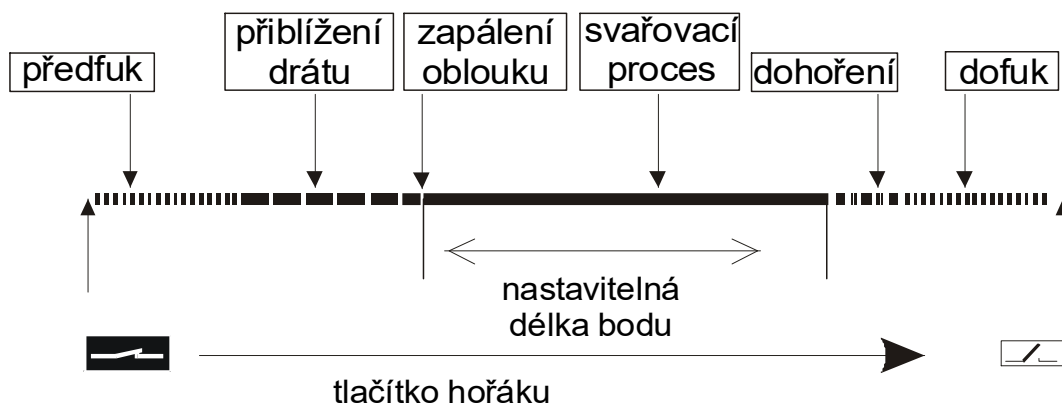 předfuk
přiblížení
drátu
zapálení
oblouku
svařovací
proces
dohoření
dofuk
nastavitelná
délka bodu
tlačítko hořáku